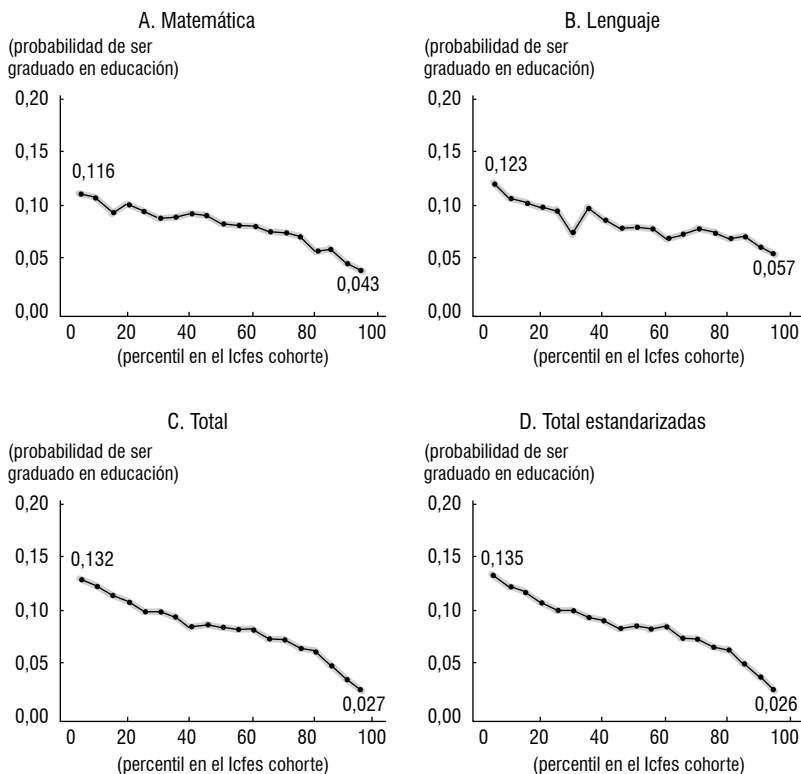 A. Matemática
(probabilidad de ser
graduado en educación)
0,20
0,15
0,10
0,05
0,00
0,116
0,043
0 20 40 60 80 100
(percentil en el Icfes cohorte)
B. Lenguaje
(probabilidad de ser
graduado en educación)
0,20
0,15
0,10
0,05
0,00
0,123
0,057
0 20 40 60 80 100
(percentil en el Icfes cohorte)
C. Total
(probabilidad de ser
graduado en educación)
0,20
0,15
0,10
0,05
0,00
0,132
0,027
0 20 40 60 80 100
(percentil en el Icfes cohorte)
D. Total estandarizadas
(probabilidad de ser
graduado en educación)
0,20
0,15
0,10
0,05
0,00
0,135
0,026
0 20 40 60 80 100
(percentil en el Icfes cohorte)